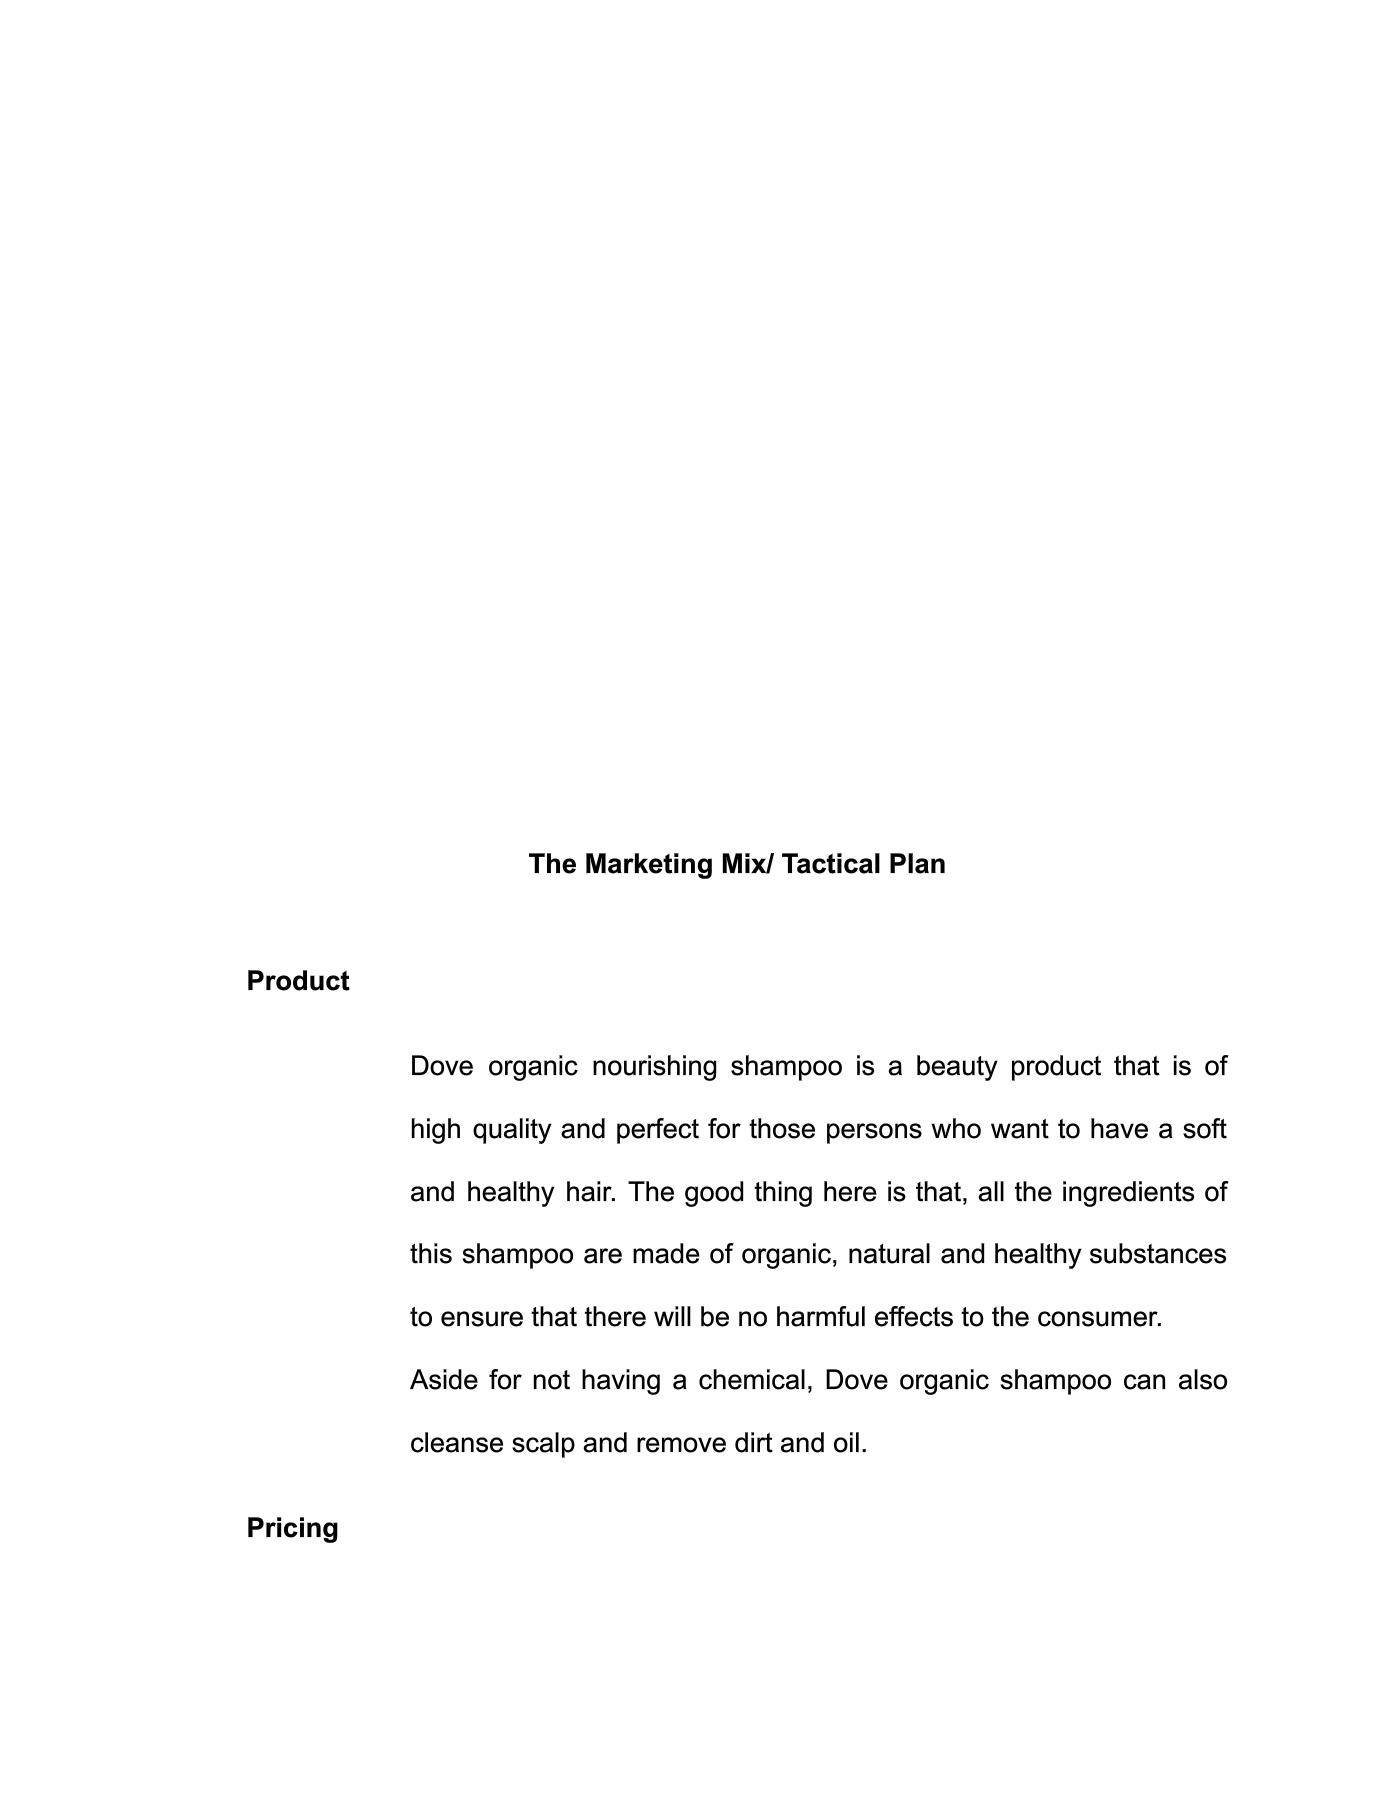 The Marketing Mix/ Tactical Plan
Product
Dove organic nourishing shampoo is a beauty product that is of
high quality and perfect for those persons who want to have a soft
and healthy hair. The good thing here is that, all the ingredients of
this shampoo are made of organic, natural and healthy substances
to ensure that there will be no harmful effects to the consumer.
Aside for not having a chemical, Dove organic shampoo can also
cleanse scalp and remove dirt and oil.
Pricing